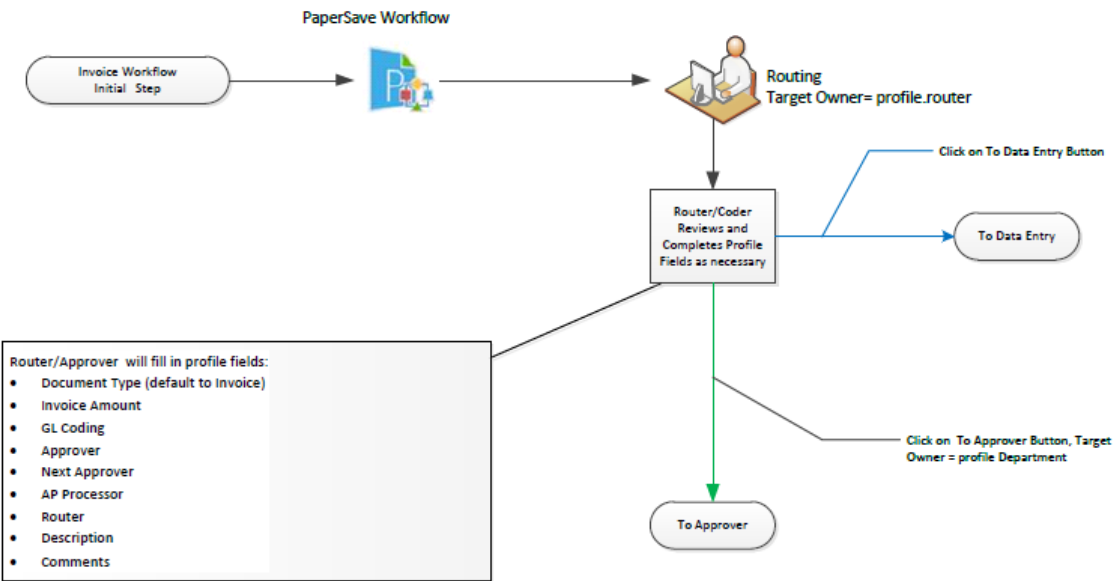 PaperSave Workflow
Invoice Workflow
Initial Step
P
Routing
Target Owner= profile.router
Click on To Data Entry Button
Router/Coder
Reviews and
Completes Profile
Fields as necessary
To Data Entry
Router/Approver will fill in profile fields:
• Document Type (default to Invoice)
• Invoice Amount
• GL Coding
• Approver
• Next Approver
• AP Processor
• Router
• Description
• Comments
Click on To Approver Button, Target
Owner = profile Department
To Approver